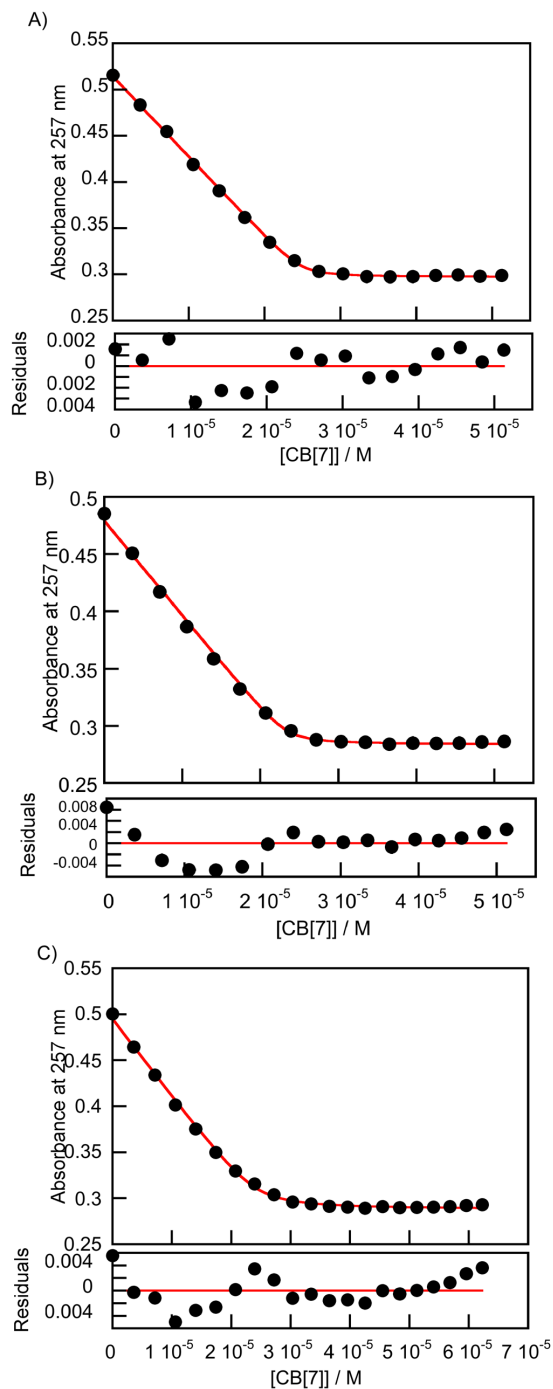 A)
0.55
0.5
0.45
0.4
0.35
0.3
0.25
Absorbance at 257 nm
0.002
0
0.002
0.004
Residuals
0 1 10⁻⁵ 2 10⁻⁵ 3 10⁻⁵ 4 10⁻⁵ 5 10⁻⁵
[CB[7]] / M
B)
0.5
0.45
0.4
0.35
0.3
0.25
Absorbance at 257 nm
0.008
0.004
0
-0.004
Residuals
0 1 10⁻⁵ 2 10⁻⁵ 3 10⁻⁵ 4 10⁻⁵ 5 10⁻⁵
[CB[7]] / M
C)
0.55
0.5
0.45
0.4
0.35
0.3
0.25
Absorbance at 257 nm
0.004
0
0.004
Residuals
0 1 10⁻⁵ 2 10⁻⁵ 3 10⁻⁵ 4 10⁻⁵ 5 10⁻⁵ 6 10⁻⁵ 7 10⁻⁵
[CB[7]] / M